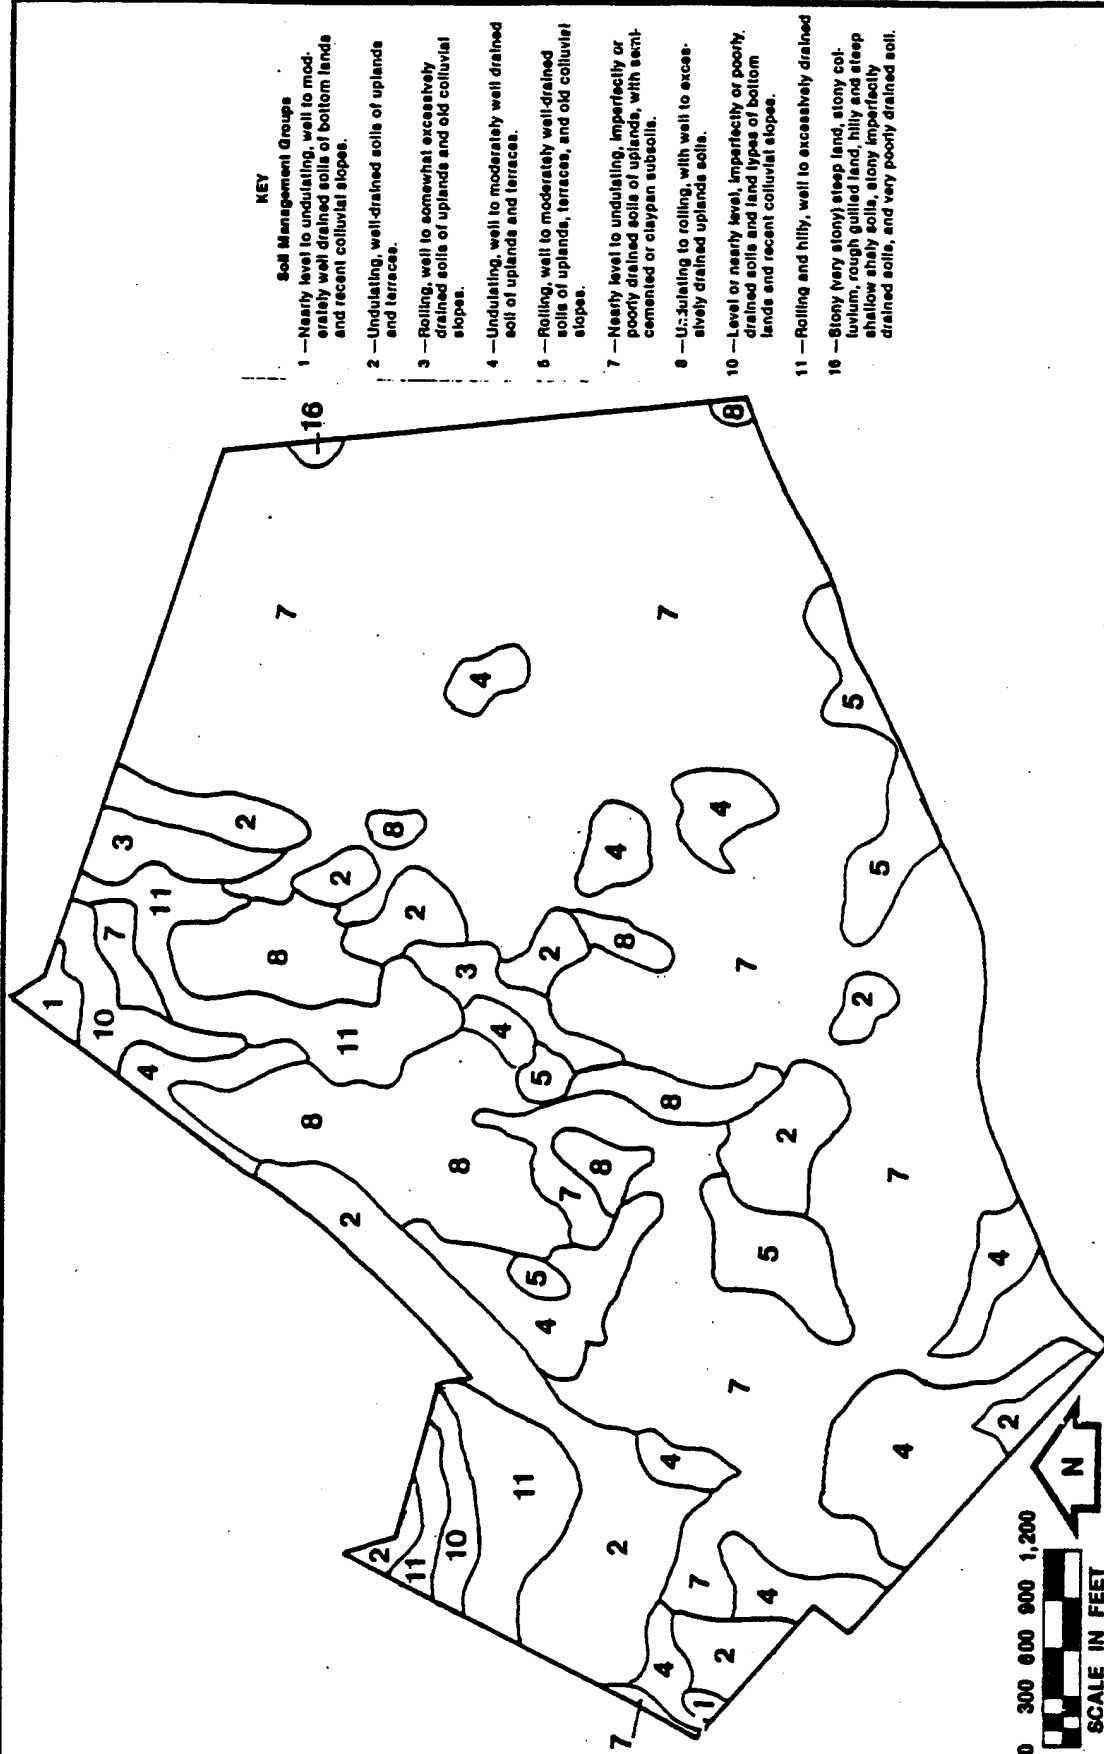 KEY
Soil Management Groups
1 —Nearly level to undulating, well to mod-
erately well drained soils of bottom lands
and recent colluvial slopes.
2 —Undulating, well-drained soils of uplands
and terraces.
3 —Rolling, well to somewhat excessively
drained soils of uplands and old colluvial
slopes.
4 —Undulating, well to moderately well drained
soil of uplands and terraces.
5 —Rolling, well to moderately well-drained
soils of uplands, terraces, and old colluvial
slopes.
7 —Nearly level to undulating, imperfectly or
poorly drained soils of uplands, with semi-
cemented or claypan subsoils.
8 —Undulating to rolling, with well to exces-
sively drained uplands soils.
10 —Level or nearly level, imperfectly or poorly.
drained soils and land types of bottom
lands and recent colluvial slopes.
11 —Rolling and hilly, well to excessively drained
16 —Stony (very stony) steep land, stony col-
luvium, rough gullied land, hilly and steep
shallow shaly soils, stony imperfectly
drained soils, and very poorly drained soil.
16
8
7
7
4
5
3
2
8
2
4
4
5
11
7
8
2
3
2
8
7
2
1
10
11
4
5
4
8
8
8
7
8
2
7
2
5
5
4
4
7
4
2
11
10
11
2
2
4
7
4
4
2
1
7
0 300 600 900 1,200
SCALE IN FEET
N